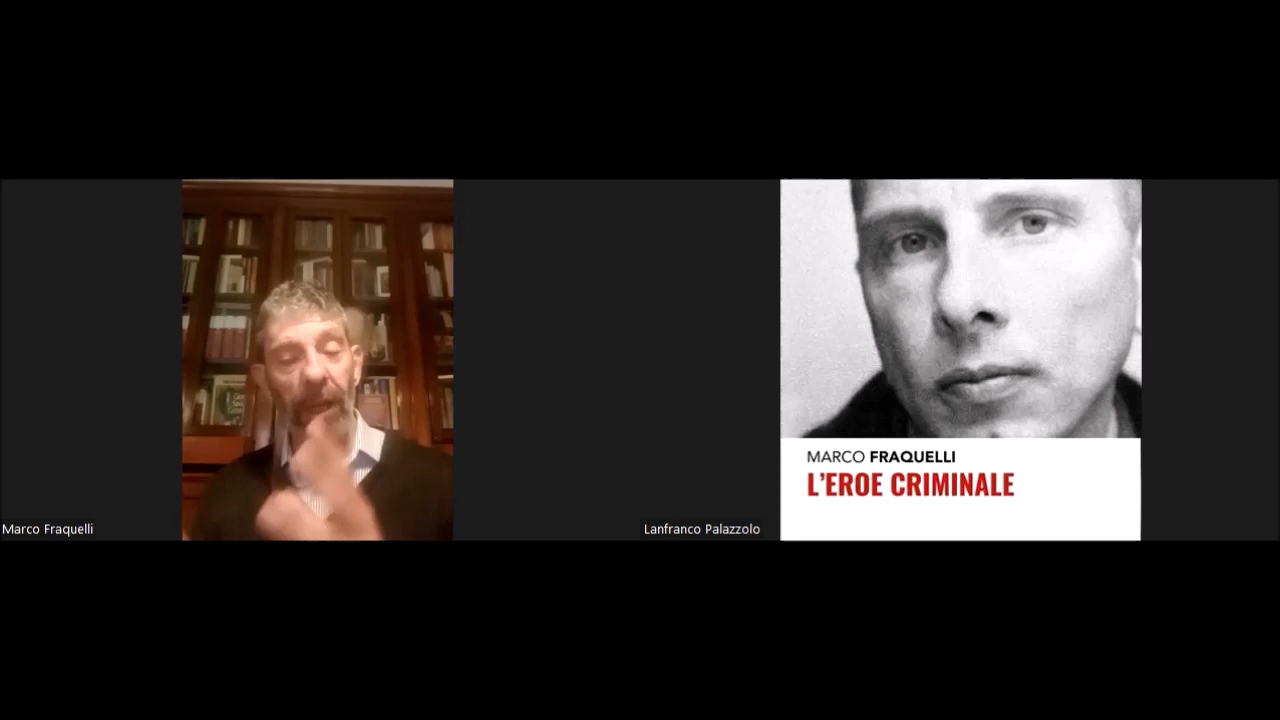 Marco Fraquelli
Lanfranco Palazzolo
MARCO FRAQUELLI
L'EROE CRIMINALE